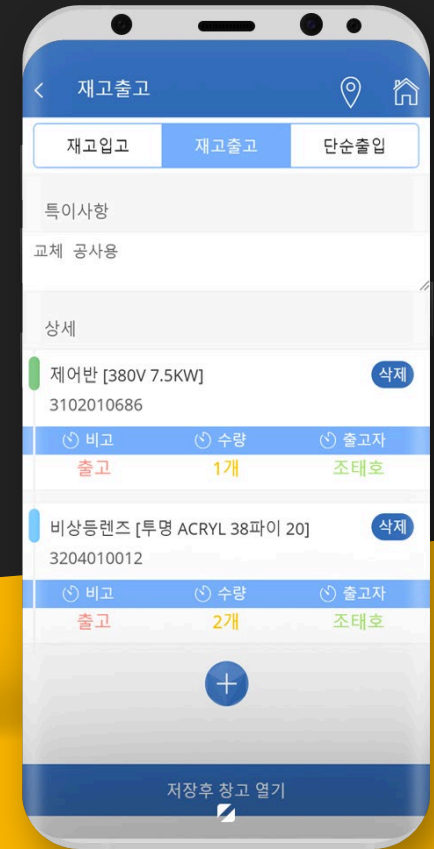 재고출고
재고입고 재고출고 단순출입
특이사항
교체 공사용
상세
제어반 [380V 7.5KW] 삭제
3102010686
비고 수량 출고자
출고 1개 조태호
비상등렌즈 [투명 ACRYL 38파이 20] 삭제
3204010012
비고 수량 출고자
출고 2개 조태호
저장후 창고 열기